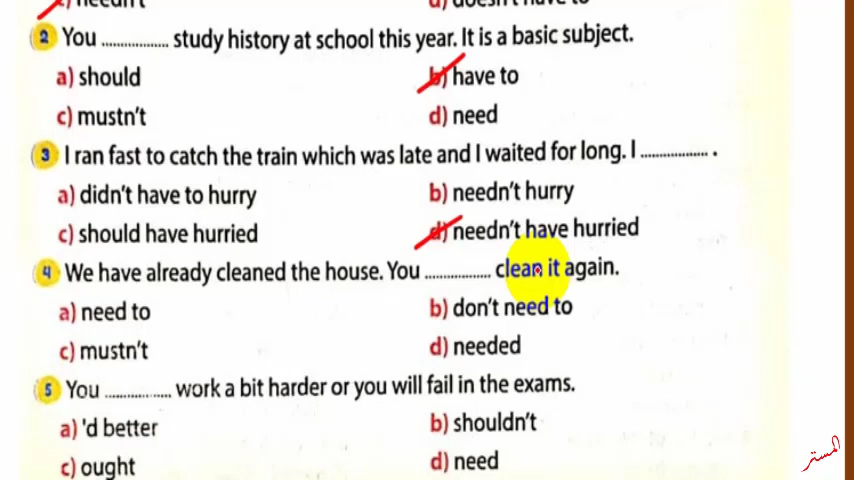 needn't
2 You .................. study history at school this year. It is a basic subject.
a) should b) have to
c) mustn't d) need
3 I ran fast to catch the train which was late and I waited for long. I .................. .
a) didn't have to hurry b) needn't hurry
c) should have hurried d) needn't have hurried
4 We have already cleaned the house. You .................. clean it again.
a) need to b) don't need to
c) mustn't d) needed
5 You .................. work a bit harder or you will fail in the exams.
a) 'd better b) shouldn't
c) ought d) need
المستر